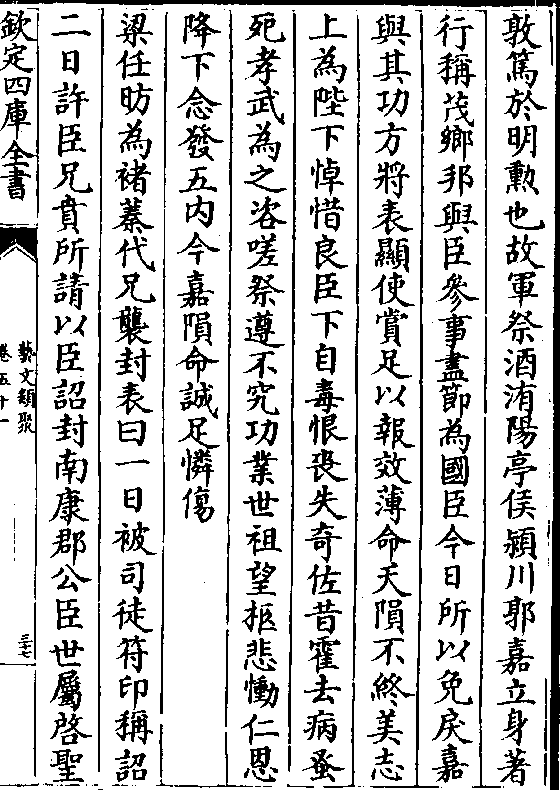 敦篤於明勲也故軍祭酒洧陽亭侯潁川郭嘉立身著
行稱茂鄉邦與臣參事盡節為國臣今日所以免戾嘉
與其功方將表顯使賞足以報效薄命夭隕不終美志
上為陛下悼惜良臣下自毒恨喪失奇佐昔霍去病蚤
死孝武為之咨嗟祭遵不究功業世祖望柩悲慟仁恩
降下念發五内今嘉隕命誠足憐傷
梁任昉為禇蓁代兄襲封表曰一日被司徒符印稱詔
二日許臣兄賁所請以臣詔封南康郡公臣世屬啓聖
欽定四庫全書
藝文類聚
卷五十一
三十七